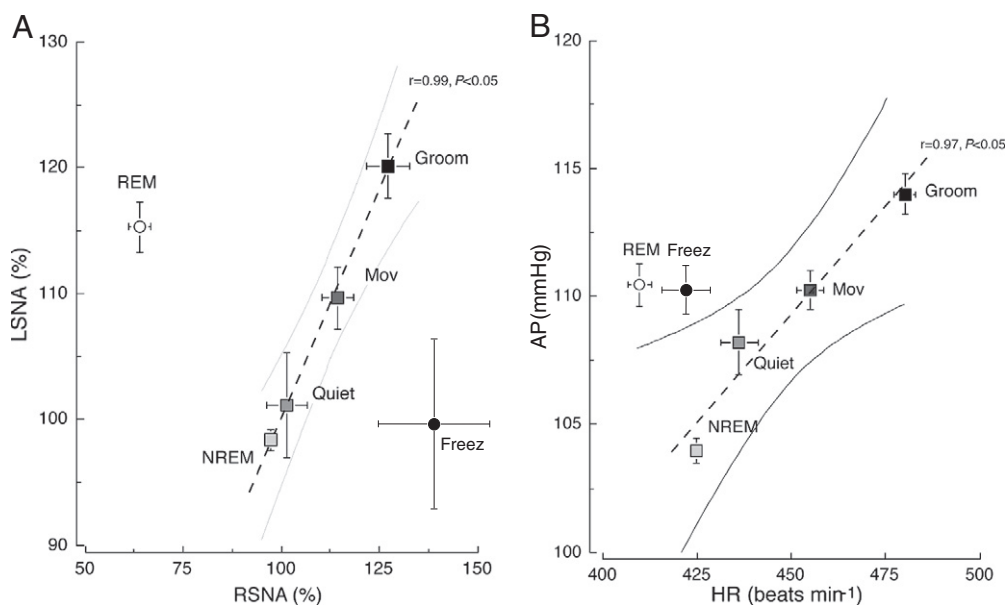 A
130
120
110
100
90
LSNA (%)
50
75
100
125
150
RSNA (%)
r=0.99, P<0.05
REM
Groom
Mov
Quiet
NREM
Freez
B
120
115
110
105
100
AP(mmHg)
400
425
450
475
500
HR (beats min-1)
r=0.97, P<0.05
Groom
REM
Freez
Mov
Quiet
NREM